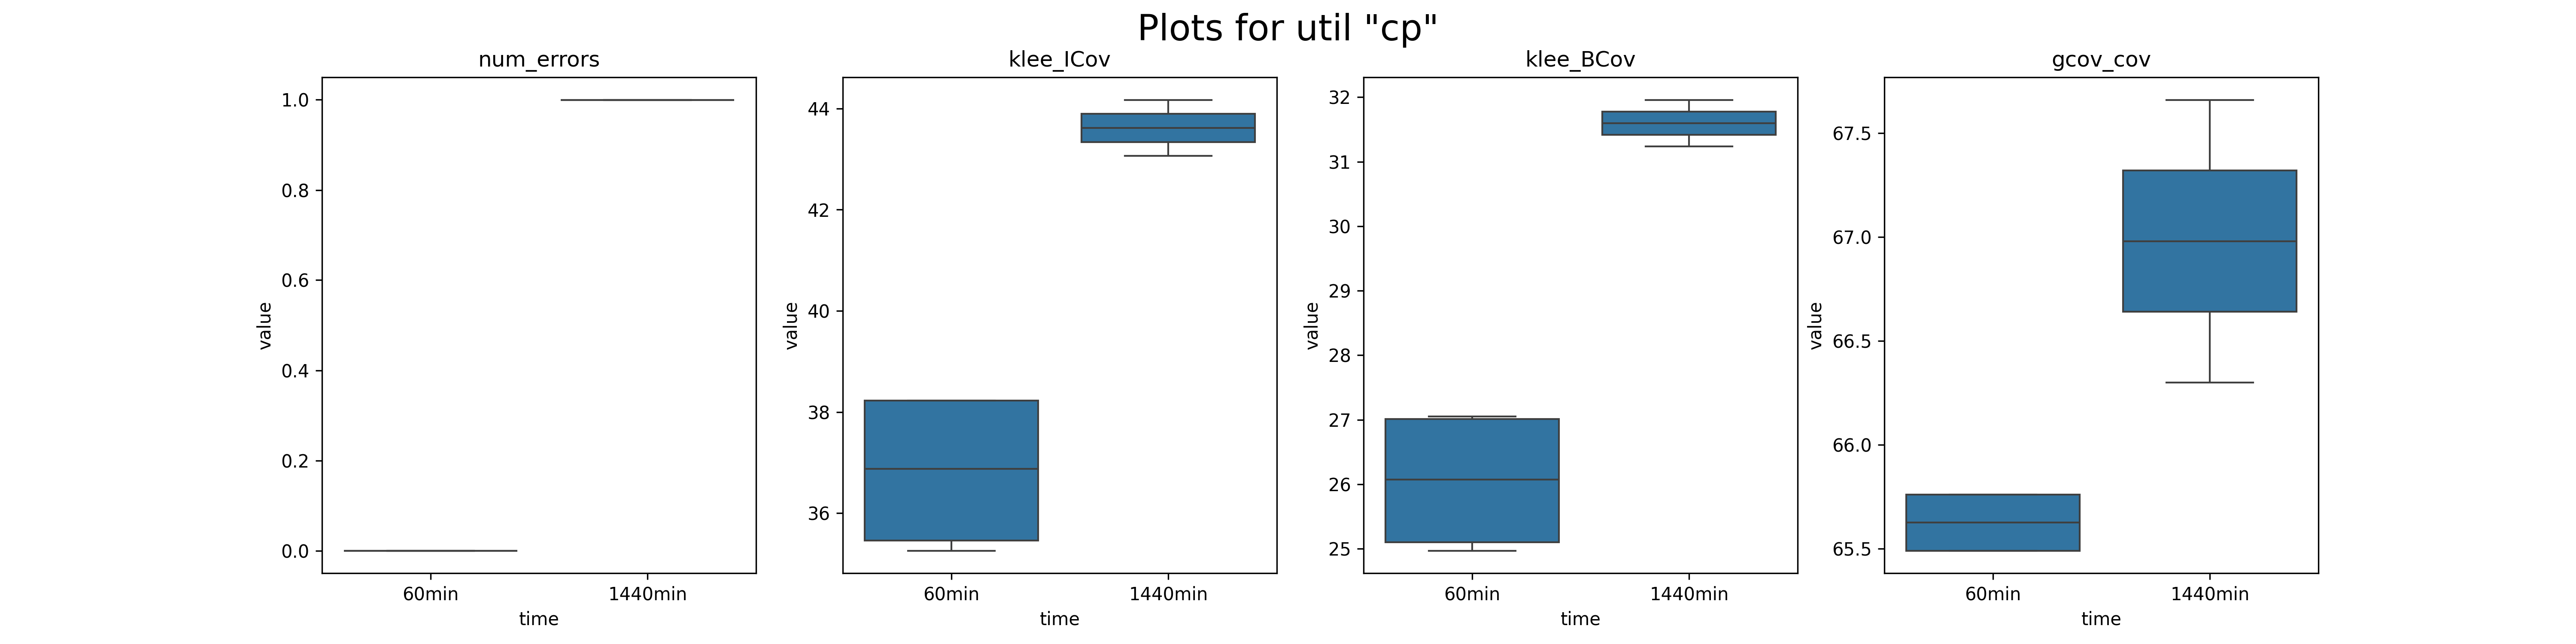 Plots for util "cp"
num_errors
1.0
0.8
0.6
0.4
0.2
0.0
value
60min
1440min
time
klee_ICov
44
42
40
38
36
value
60min
1440min
time
klee_BCov
32
31
30
29
28
27
26
25
value
60min
1440min
time
gcov_cov
67.5
67.0
66.5
66.0
65.5
value
60min
1440min
time